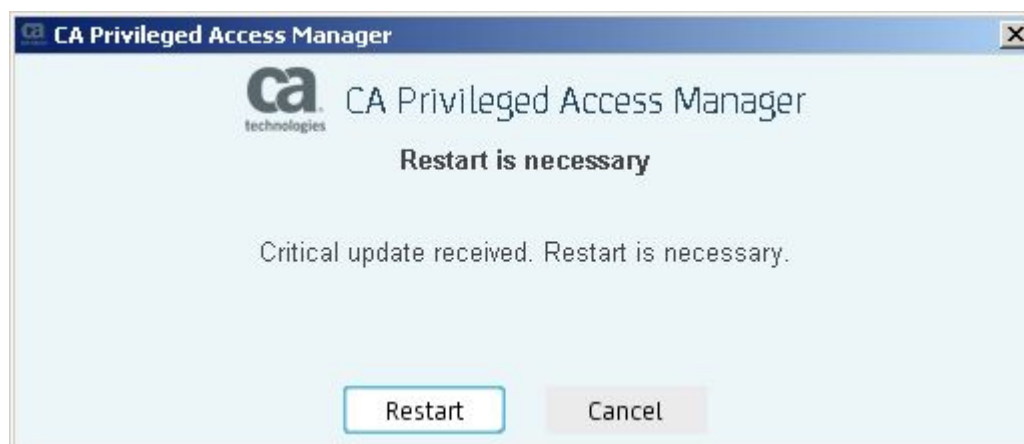 CA Privileged Access Manager
ca
technologies
CA Privileged Access Manager
Restart is necessary
Critical update received. Restart is necessary.
Restart Cancel